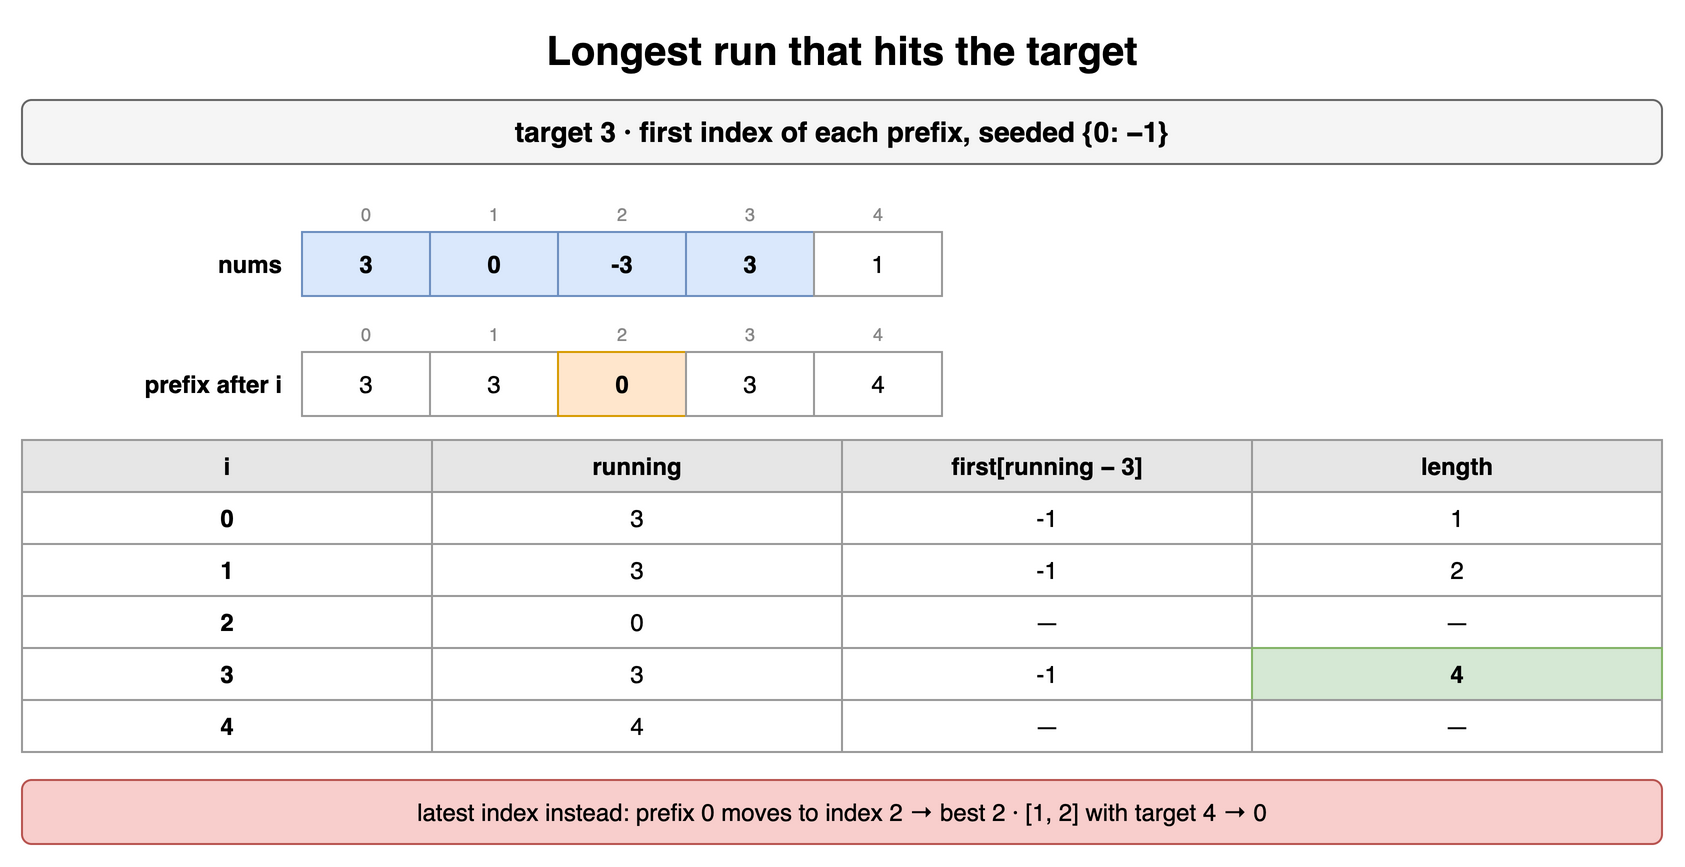 Longest run that hits the target
target 3 · first index of each prefix, seeded {0: −1}
0 1 2 3 4
nums 3 0 -3 3 1
0 1 2 3 4
prefix after i 3 3 0 3 4
i running first[running − 3] length
0 3 -1 1
1 3 -1 2
2 0 — —
3 3 -1 4
4 4 — —
latest index instead: prefix 0 moves to index 2 → best 2 · [1, 2] with target 4 → 0